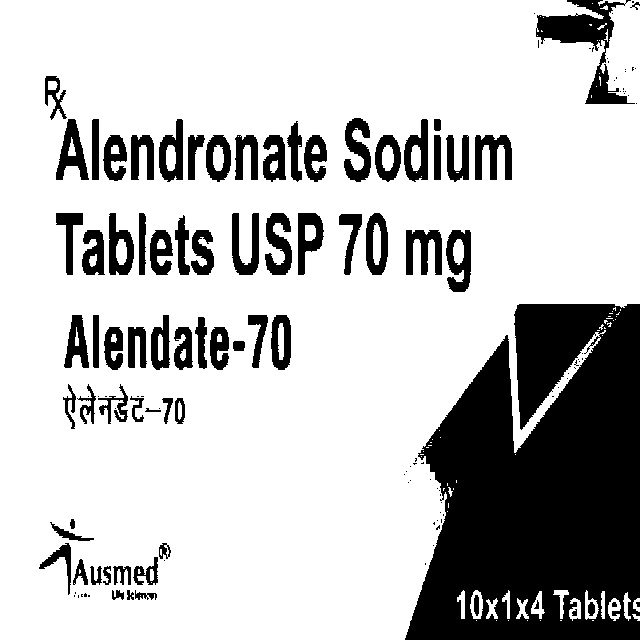 Rx
Alendronate Sodium
Tablets USP 70 mg
Alendate-70
ऐलेनडेट–70
Ausmed®
Life Sciences
10x1x4 Tablets